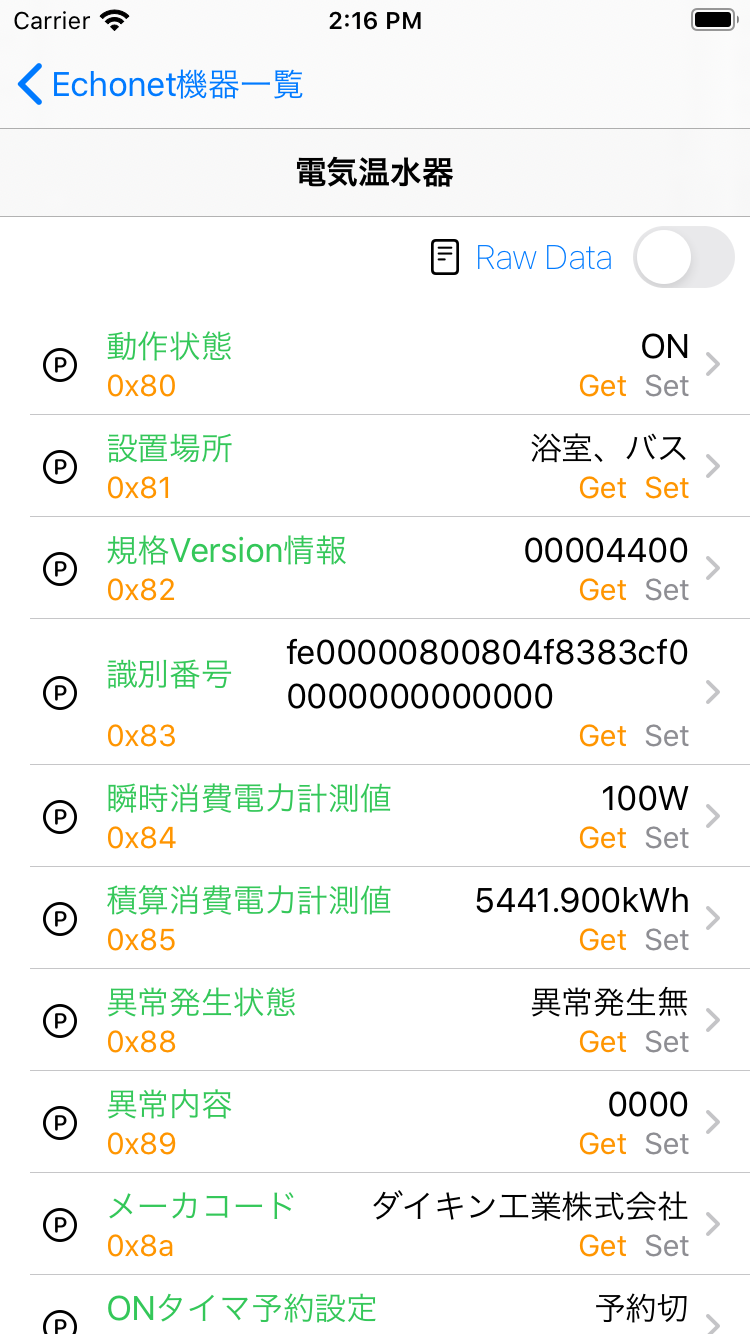 Carrier 2:16 PM
Echonet機器一覧
電気温水器
Raw Data
P 動作状態 ON
0x80 Get Set
P 設置場所 浴室、バス
0x81 Get Set
P 規格Version情報 00004400
0x82 Get Set
P 識別番号 fe00000800804f8383cf0
0000000000000
0x83 Get Set
P 瞬時消費電力計測値 100W
0x84 Get Set
P 積算消費電力計測値 5441.900kWh
0x85 Get Set
P 異常発生状態 異常発生無
0x88 Get Set
P 異常内容 0000
0x89 Get Set
P メーカコード ダイキン工業株式会社
0x8a Get Set
P ONタイマ予約設定 予約切